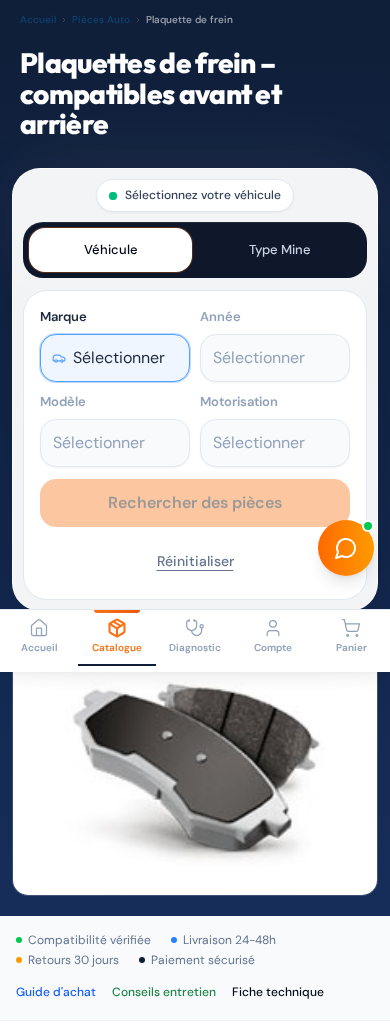 Accueil › Pièces Auto › Plaquette de frein
Plaquettes de frein –
compatibles avant et
arrière
Sélectionnez votre véhicule
Véhicule Type Mine
Marque Année
Sélectionner Sélectionner
Modèle Motorisation
Sélectionner Sélectionner
Rechercher des pièces
Réinitialiser
Accueil Catalogue Diagnostic Compte Panier
Compatibilité vérifiée Livraison 24-48h
Retours 30 jours Paiement sécurisé
Guide d'achat Conseils entretien Fiche technique